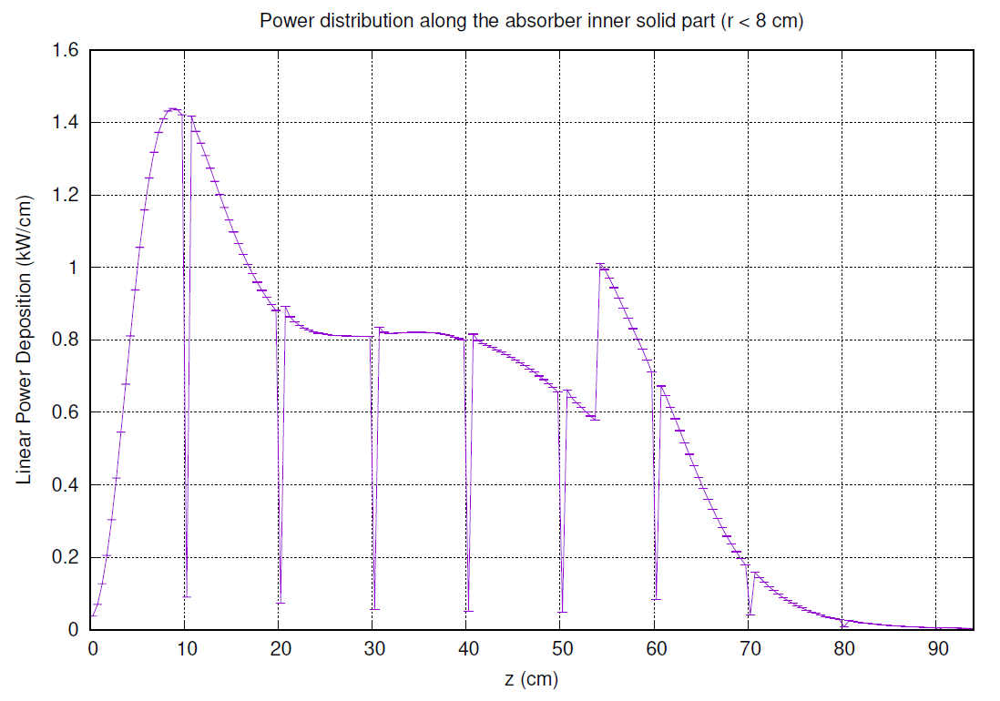 Power distribution along the absorber inner solid part (r < 8 cm)
Linear Power Deposition (kW/cm)
1.6
1.4
1.2
1
0.8
0.6
0.4
0.2
0
0 10 20 30 40 50 60 70 80 90
z (cm)